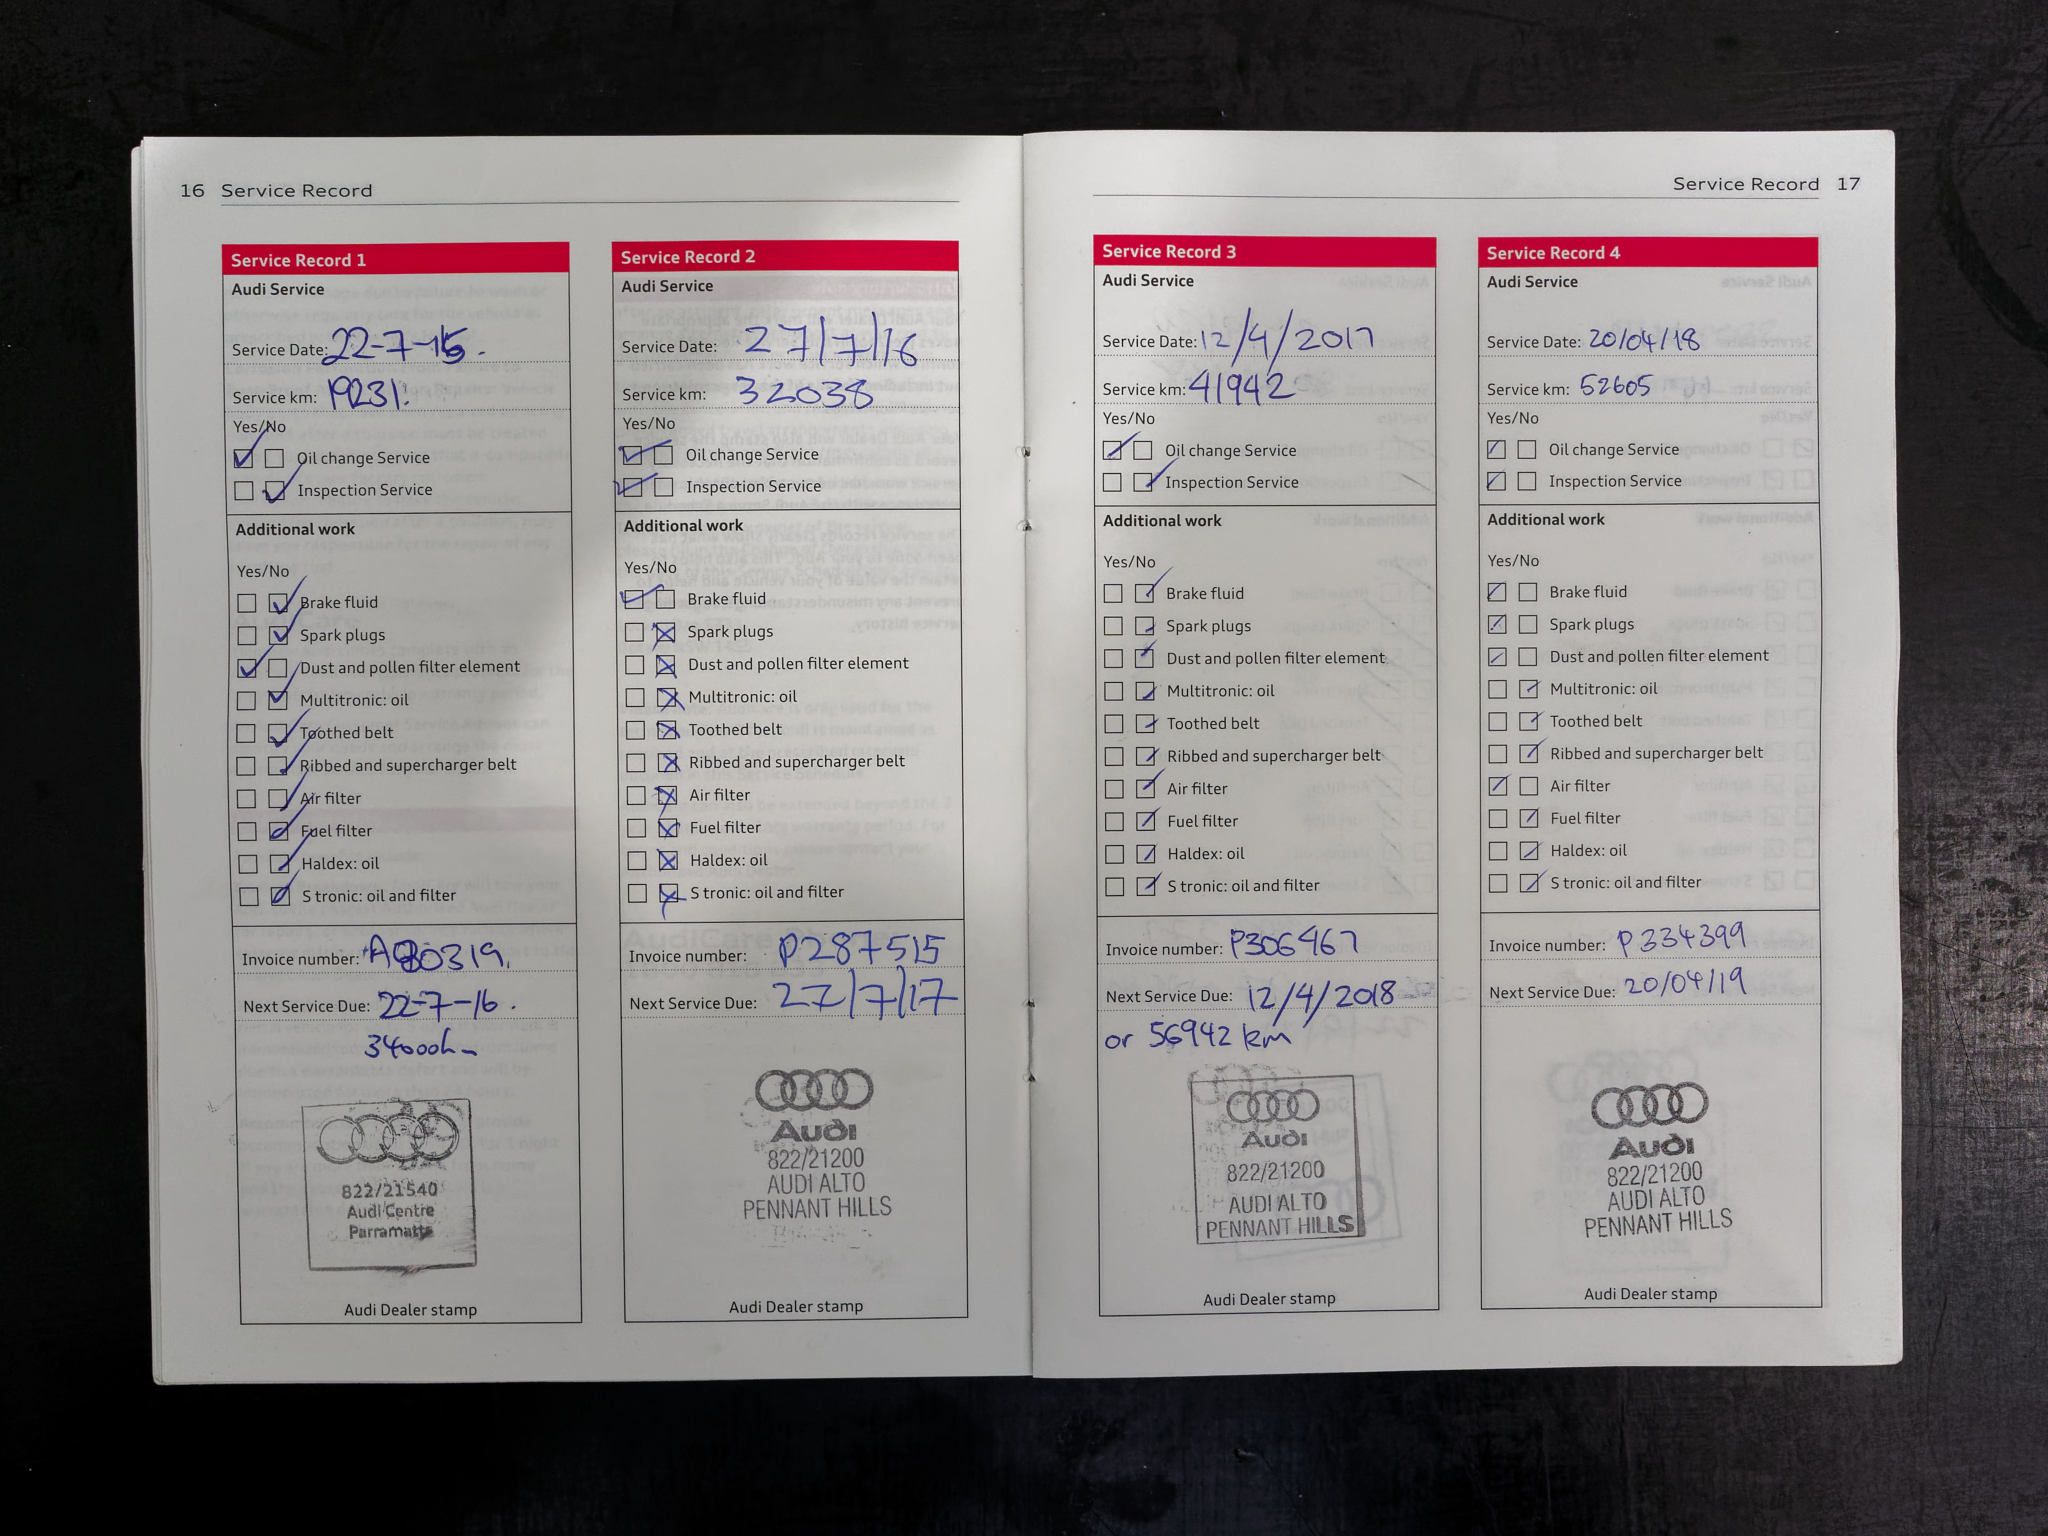 16 Service Record
Service Record 1
Audi Service
Service Date: 22-7-15.
Service km: 19231.
Yes/No
Oil change Service
Inspection Service
Additional work
Yes/No
Brake fluid
Spark plugs
Dust and pollen filter element
Multitronic: oil
Toothed belt
Ribbed and supercharger belt
Air filter
Fuel filter
Haldex: oil
S tronic: oil and filter
Invoice number:
Next Service Due: 22-7-16.
Audi Centre
822/21540
Parramatta
Audi Dealer stamp
Service Record 2
Audi Service
Service Date: 27/7/16
Service km: 32038
Yes/No
Oil change Service
Inspection Service
Additional work
Yes/No
Brake fluid
Spark plugs
Dust and pollen filter element
Multitronic: oil
Toothed belt
Ribbed and supercharger belt
Air filter
Fuel filter
Haldex: oil
S tronic: oil and filter
Invoice number: P287515
Next Service Due: 27/7/17
Audi
822/21200
AUDI ALTO
PENNANT HILLS
Audi Dealer stamp
Service Record 17
Service Record 3
Audi Service
Service Date: 12/4/2017
Service km: 41942
Yes/No
Oil change Service
Inspection Service
Additional work
Yes/No
Brake fluid
Spark plugs
Dust and pollen filter element
Multitronic: oil
Toothed belt
Ribbed and supercharger belt
Air filter
Fuel filter
Haldex: oil
S tronic: oil and filter
Invoice number: P306467
Next Service Due: 12/4/2018
or 56942 km
Audi
822/21200
AUDI ALTO
PENNANT HILLS
Audi Dealer stamp
Service Record 4
Audi Service
Service Date: 20/04/18
Service km: 52605
Yes/No
Oil change Service
Inspection Service
Additional work
Yes/No
Brake fluid
Spark plugs
Dust and pollen filter element
Multitronic: oil
Toothed belt
Ribbed and supercharger belt
Air filter
Fuel filter
Haldex: oil
S tronic: oil and filter
Invoice number: P334399
Next Service Due: 20/04/19
Audi
822/21200
AUDI ALTO
PENNANT HILLS
Audi Dealer stamp